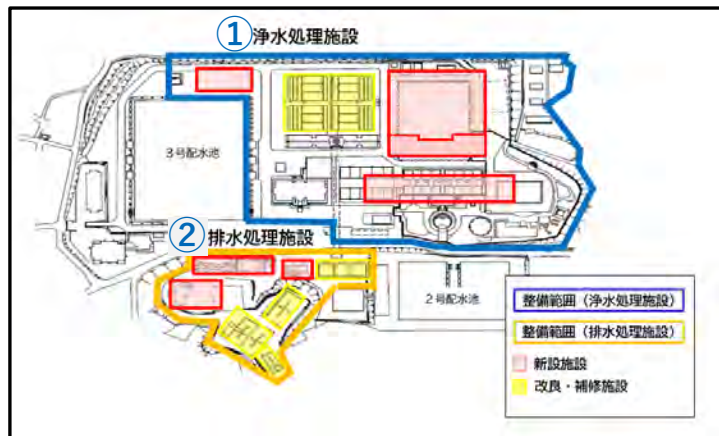 ①浄水処理施設
3号配水池
②排水処理施設
2号配水池
整備範囲（浄水処理施設）
整備範囲（排水処理施設）
新設施設
改良・補修施設